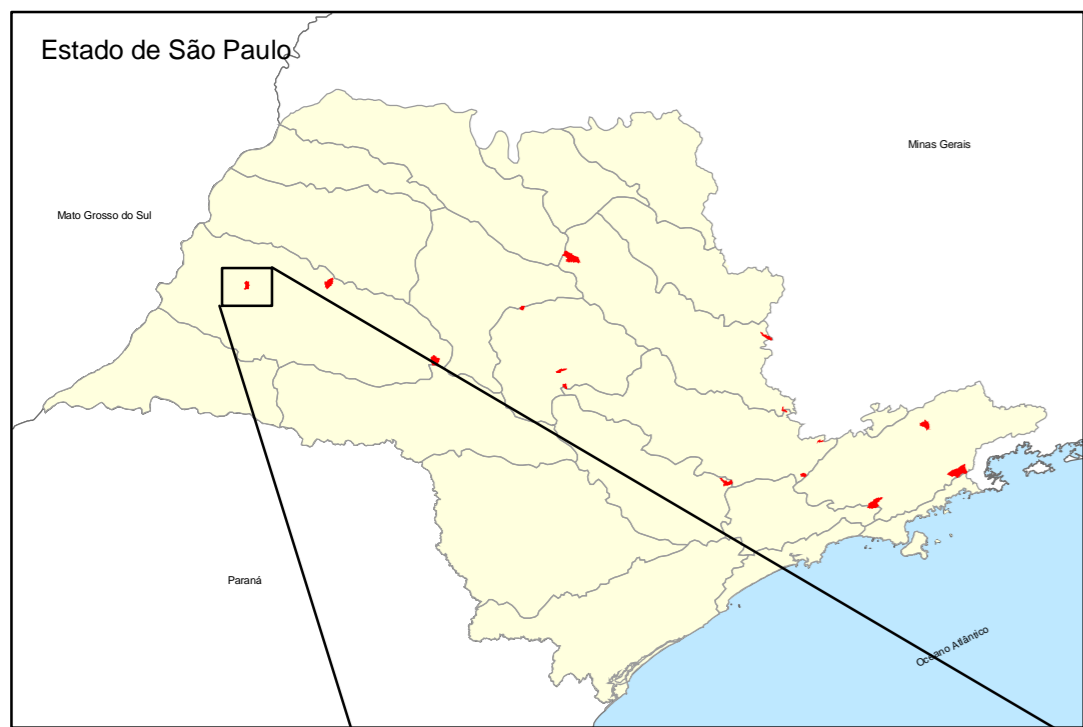 Estado de São Paulo
Minas Gerais
Mato Grosso do Sul
Paraná
Oceano Atlântico